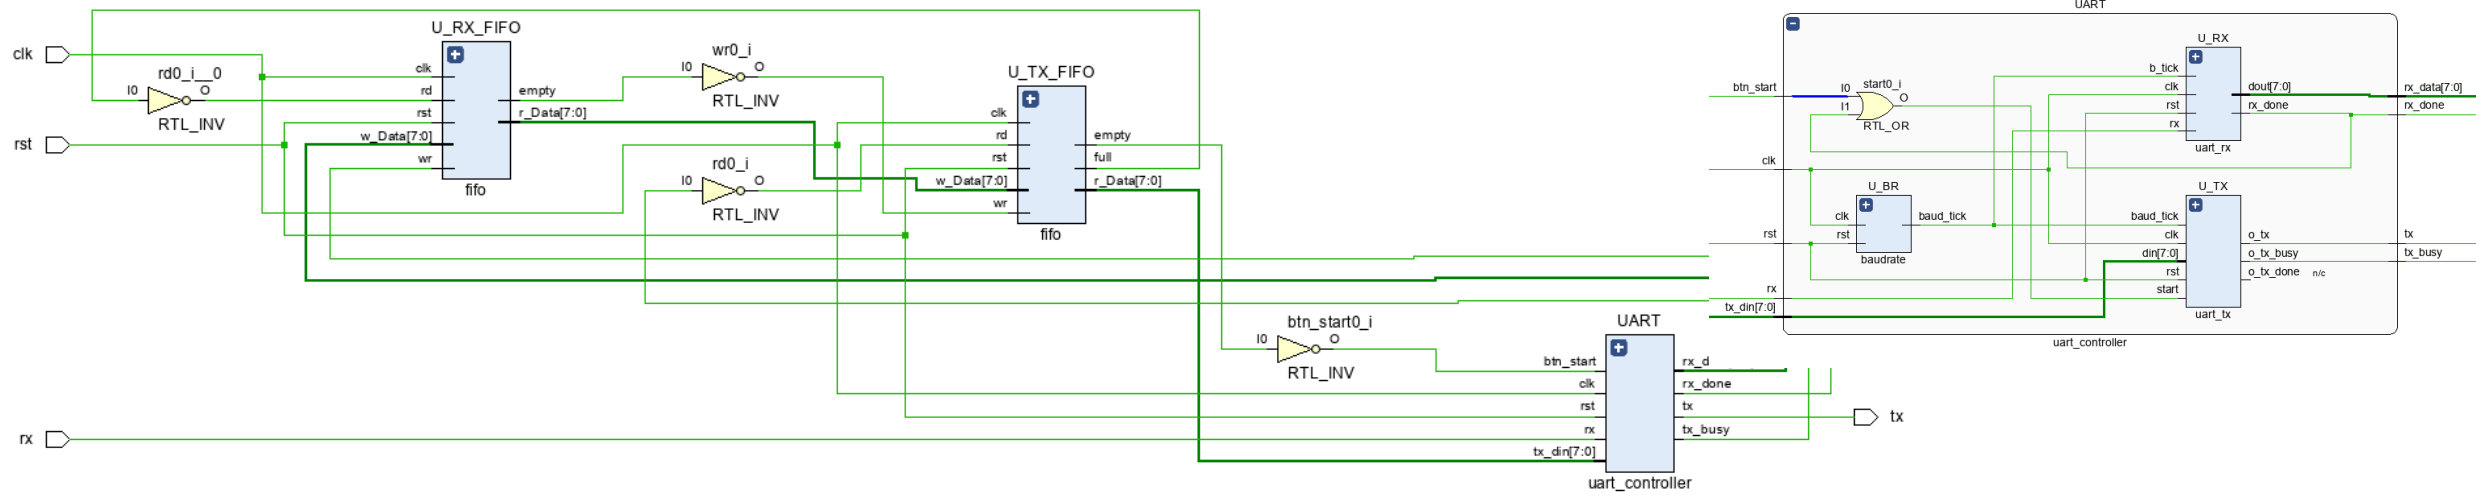 clk
rst
rx
rd0_i__0
I0
O
RTL_INV
U_RX_FIFO
clk
rd
rst
w_Data[7:0]
wr
empty
r_Data[7:0]
fifo
wr0_i
I0
O
RTL_INV
rd0_i
I0
O
RTL_INV
U_TX_FIFO
clk
rd
rst
w_Data[7:0]
wr
empty
full
r_Data[7:0]
fifo
btn_start0_i
I0
O
RTL_INV
UART
btn_start
clk
rst
rx
tx_din[7:0]
rx_d
rx_done
tx
tx_busy
uart_controller
tx
UART
btn_start
clk
rst
rx
tx_din[7:0]
start0_i
I0
I1
O
RTL_OR
U_BR
clk
rst
baud_tick
baudrate
U_RX
b_tick
clk
rst
rx
dout[7:0]
rx_done
uart_rx
U_TX
baud_tick
clk
din[7:0]
rst
start
o_tx
o_tx_busy
o_tx_done n/c
uart_tx
rx_data[7:0]
rx_done
tx
tx_busy
uart_controller